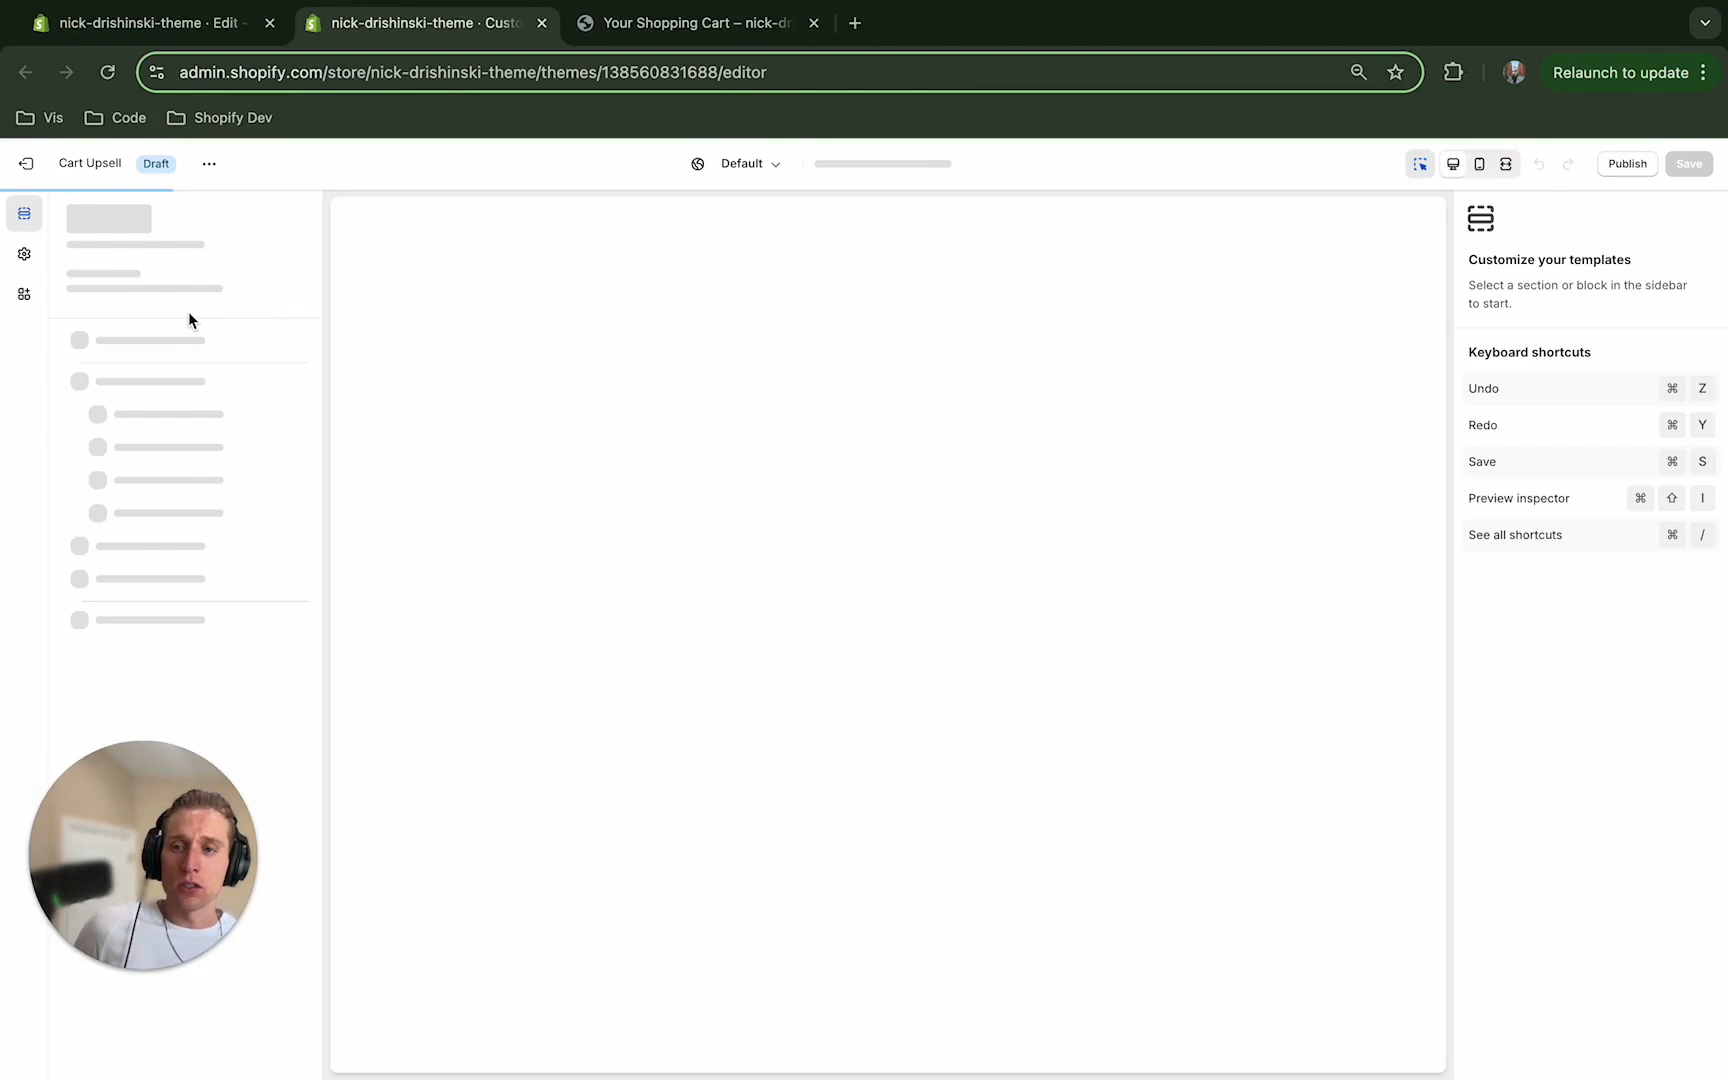 nick-drishinski-theme · Edit
nick-drishinski-theme · Custo
Your Shopping Cart – nick-dri
admin.shopify.com/store/nick-drishinski-theme/themes/138560831688/editor
Relaunch to update
Vis
Code
Shopify Dev
Cart Upsell
Draft
Default
Publish
Save
Customize your templates
Select a section or block in the sidebar
to start.
Keyboard shortcuts
Undo ⌘ Z
Redo ⌘ Y
Save ⌘ S
Preview inspector ⌘ ⇧ I
See all shortcuts ⌘ /